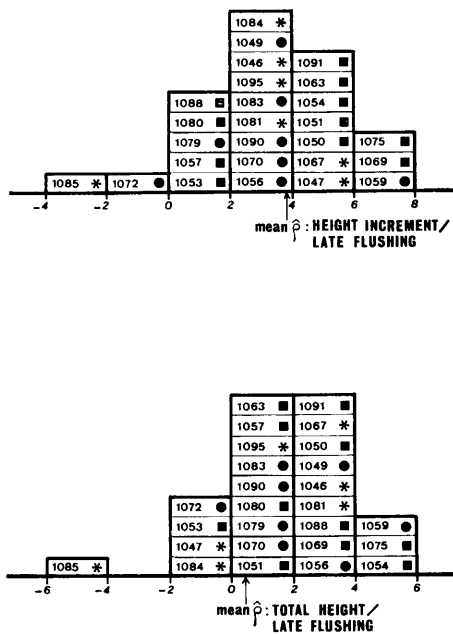 1084 *
1049 ●
1046 * 1091 ■
1095 * 1063 ■
1088 ■ 1083 ● 1054 ■
1080 ■ 1081 * 1051 ■
1079 ● 1090 ● 1050 ■ 1075 ■
1057 ■ 1070 ● 1067 * 1069 ■
1085 * 1072 ● 1053 ■ 1056 ● 1047 * 1059 ●
-4 -2 0 2 4 6 8
mean ρ̂ : HEIGHT INCREMENT/
LATE FLUSHING
1063 ■ 1091 ■
1057 ■ 1067 *
1095 * 1050 ■
1083 ● 1049 ●
1090 ● 1046 *
1072 ● 1080 ■ 1081 *
1053 ■ 1079 ● 1088 ■ 1059 ●
1047 * 1070 ● 1069 ■ 1075 ■
1085 * 1084 * 1051 ■ 1056 ● 1054 ■
-6 -4 -2 0 2 4 6
mean ρ̂ : TOTAL HEIGHT/
LATE FLUSHING